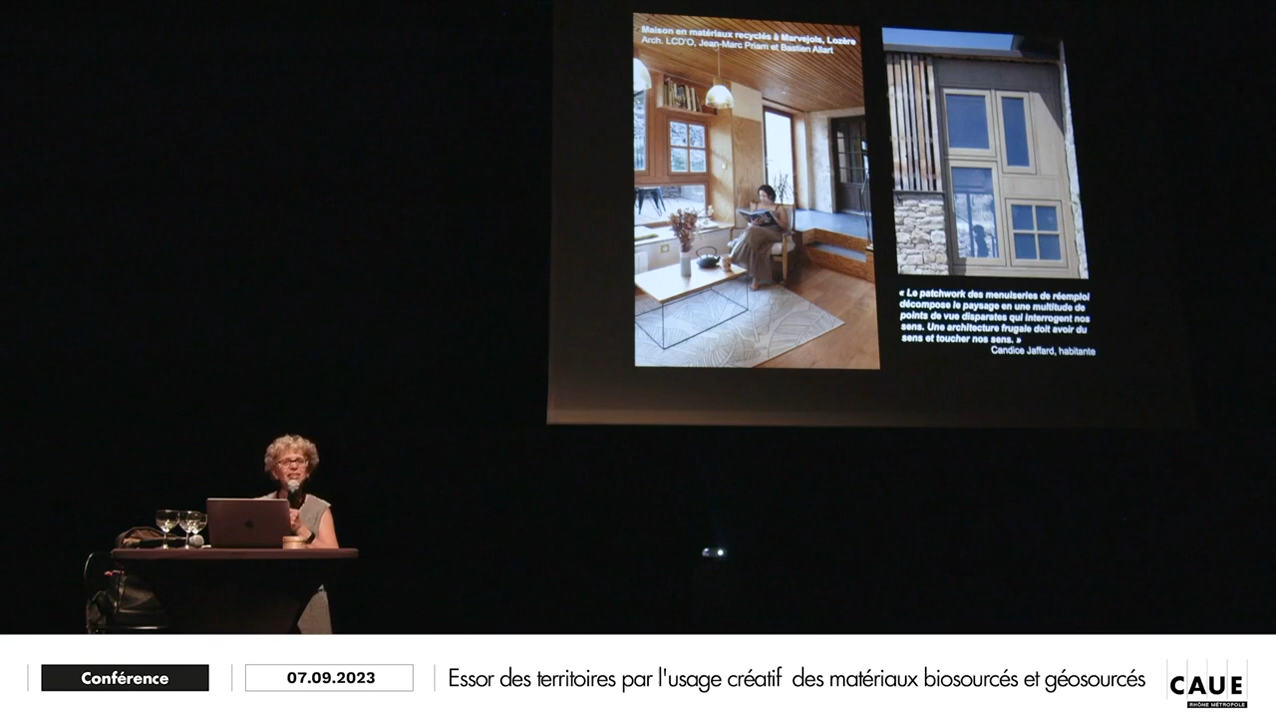 Maison en matériaux recyclés à Marvejols, Lozère
Arch. LCD'O, Jean-Marc Priam et Bastien Allart
« Le patchwork des menuiseries de réemploi
décompose le paysage en une multitude de
points de vue disparates qui interrogent nos
sens. Une architecture frugale doit avoir du
sens et toucher nos sens. »
Candice Jaffard, habitante
Conférence
07.09.2023
Essor des territoires par l'usage créatif des matériaux biosourcés et géosourcés
CAUE
RHÔNE MÉTROPOLE